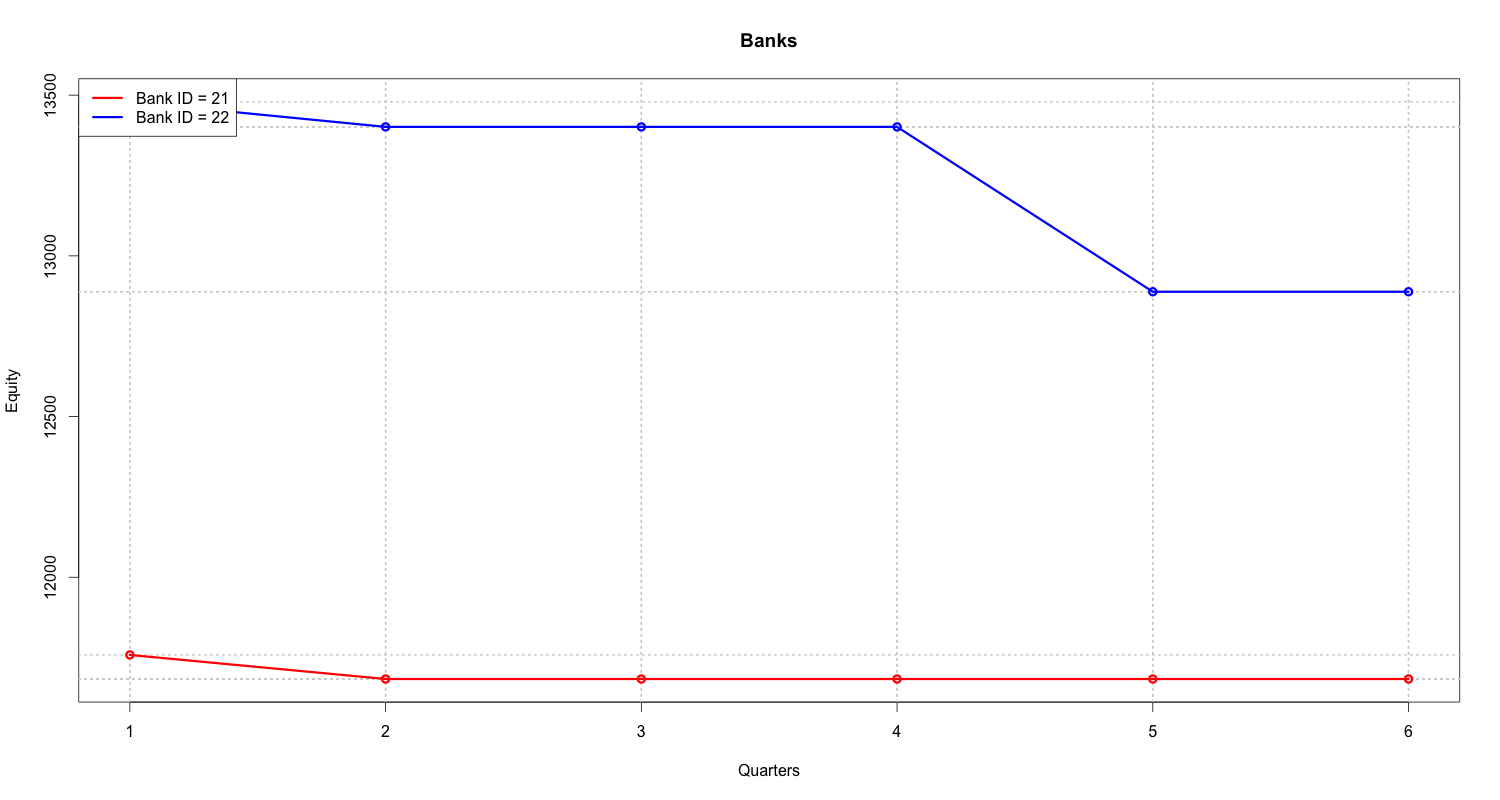 Banks
Bank ID = 21
Bank ID = 22
Equity
13500
13000
12500
12000
1 2 3 4 5 6
Quarters